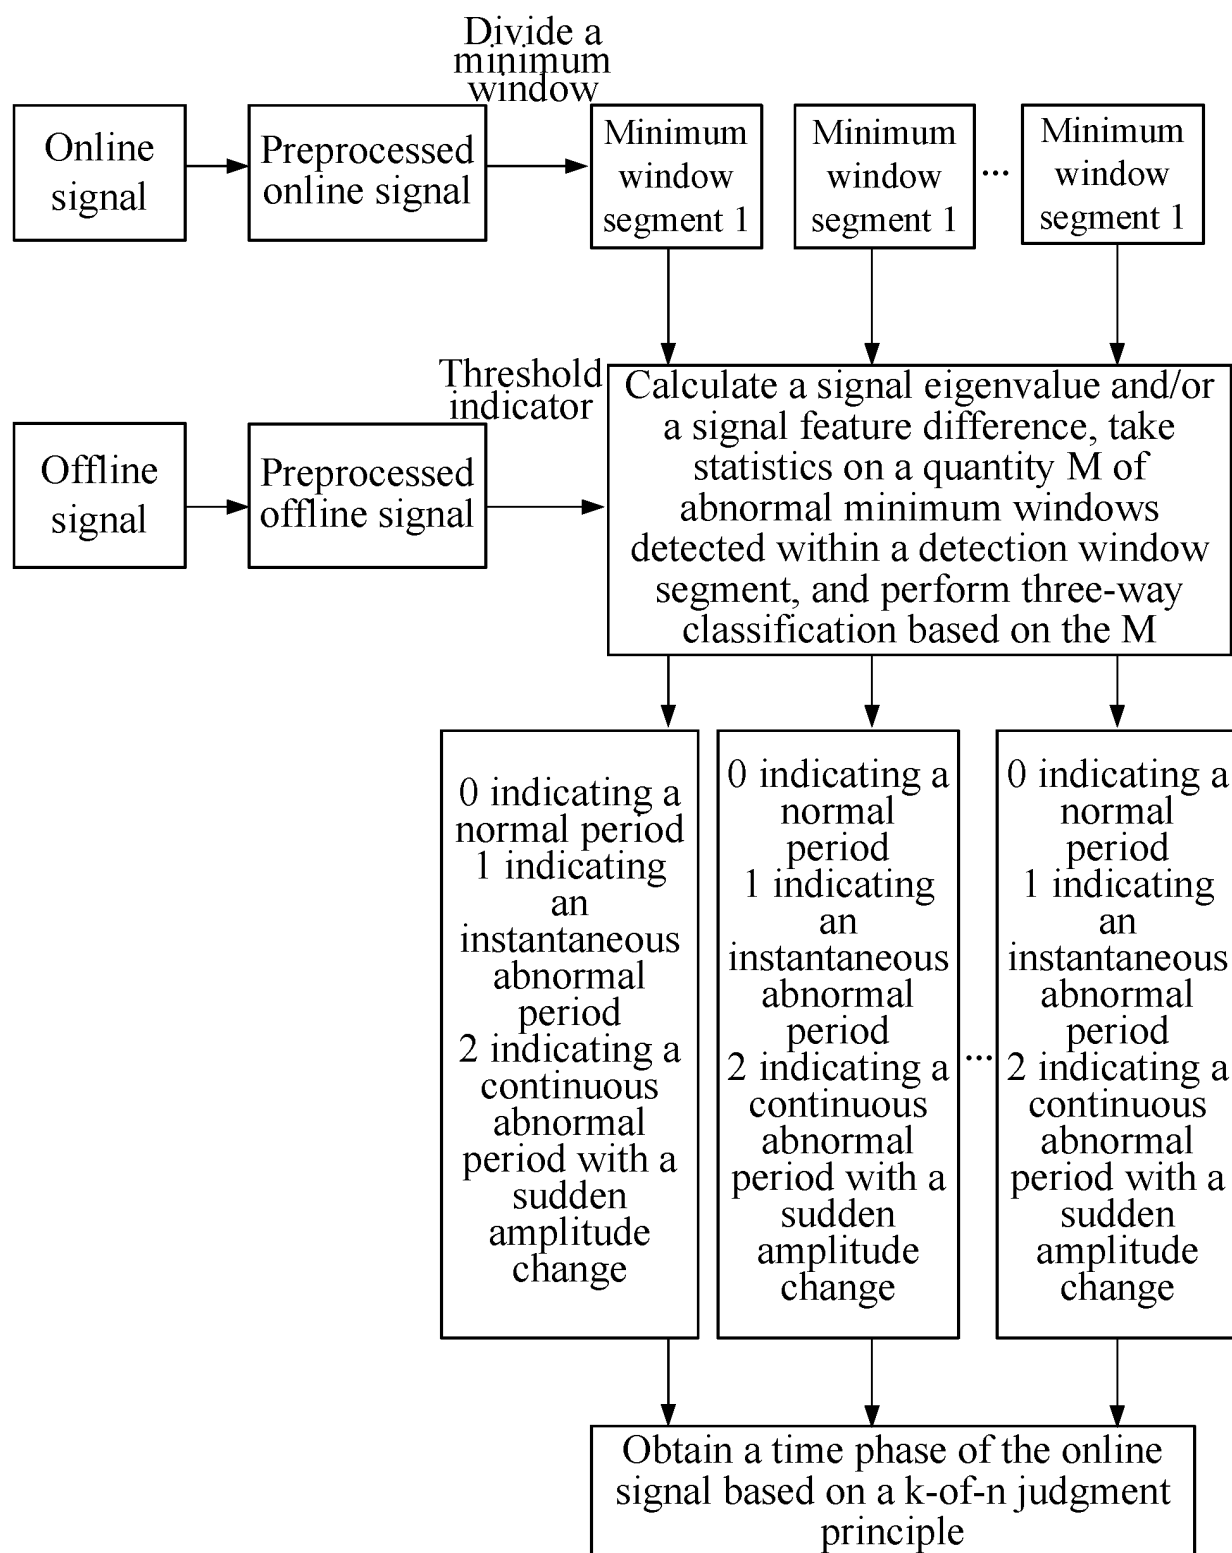 Divide a
minimum
window
Online
signal
Preprocessed
online signal
Minimum
window
segment 1
Minimum
window
segment 1
...
Minimum
window
segment 1
Threshold
indicator
Offline
signal
Preprocessed
offline signal
Calculate a signal eigenvalue and/or
a signal feature difference, take
statistics on a quantity M of
abnormal minimum windows
detected within a detection window
segment, and perform three-way
classification based on the M
0 indicating a
normal period
1 indicating
an
instantaneous
abnormal
period
2 indicating a
continuous
abnormal
period with a
sudden
amplitude
change
0 indicating a
normal
period
1 indicating
an
instantaneous
abnormal
period
2 indicating a
continuous
abnormal
period with a
sudden
amplitude
change
...
0 indicating a
normal
period
1 indicating
an
instantaneous
abnormal
period
2 indicating a
continuous
abnormal
period with a
sudden
amplitude
change
Obtain a time phase of the online
signal based on a k-of-n judgment
principle